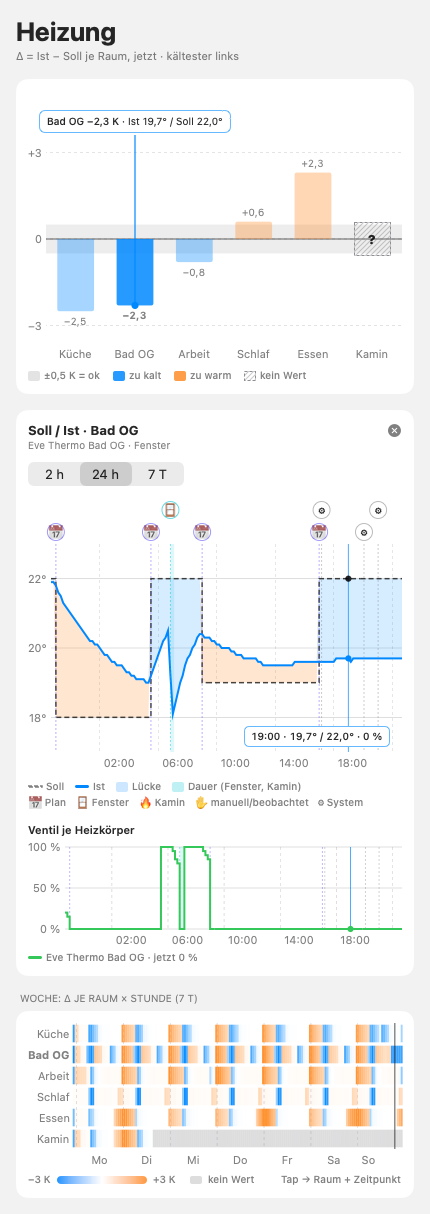 Heizung
Δ = Ist − Soll je Raum, jetzt · kältester links
Bad OG −2,3 K · Ist 19,7° / Soll 22,0°
+3
+2,3
+0,6
0
?
−0,8
−2,5
−2,3
−3
Küche Bad OG Arbeit Schlaf Essen Kamin
±0,5 K = ok zu kalt zu warm kein Wert
Soll / Ist · Bad OG
Eve Thermo Bad OG · Fenster
2 h 24 h 7 T
17 17 17 17
22°
20°
18°
19:00 · 19,7° / 22,0° · 0 %
02:00 06:00 10:00 14:00 18:00
Soll Ist Lücke Dauer (Fenster, Kamin)
Plan Fenster Kamin manuell/beobachtet System
Ventil je Heizkörper
100 %
50 %
0 %
02:00 06:00 10:00 14:00 18:00
Eve Thermo Bad OG · jetzt 0 %
WOCHE: Δ JE RAUM × STUNDE (7 T)
Küche
Bad OG
Arbeit
Schlaf
Essen
Kamin
Mo Di Mi Do Fr Sa So
−3 K +3 K kein Wert Tap → Raum + Zeitpunkt